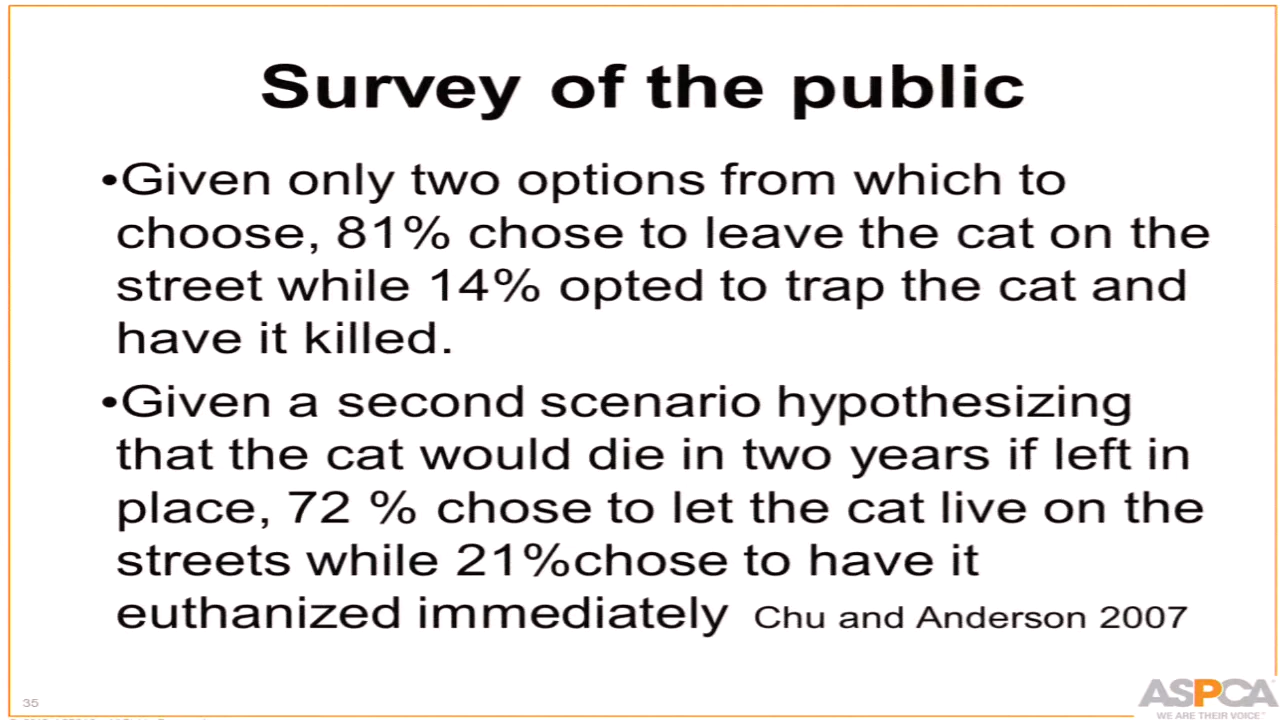 Survey of the public
•Given only two options from which to
choose, 81% chose to leave the cat on the
street while 14% opted to trap the cat and
have it killed.
•Given a second scenario hypothesizing
that the cat would die in two years if left in
place, 72 % chose to let the cat live on the
streets while 21%chose to have it
euthanized immediately Chu and Anderson 2007
35
ASPCA
WE ARE THEIR VOICE.